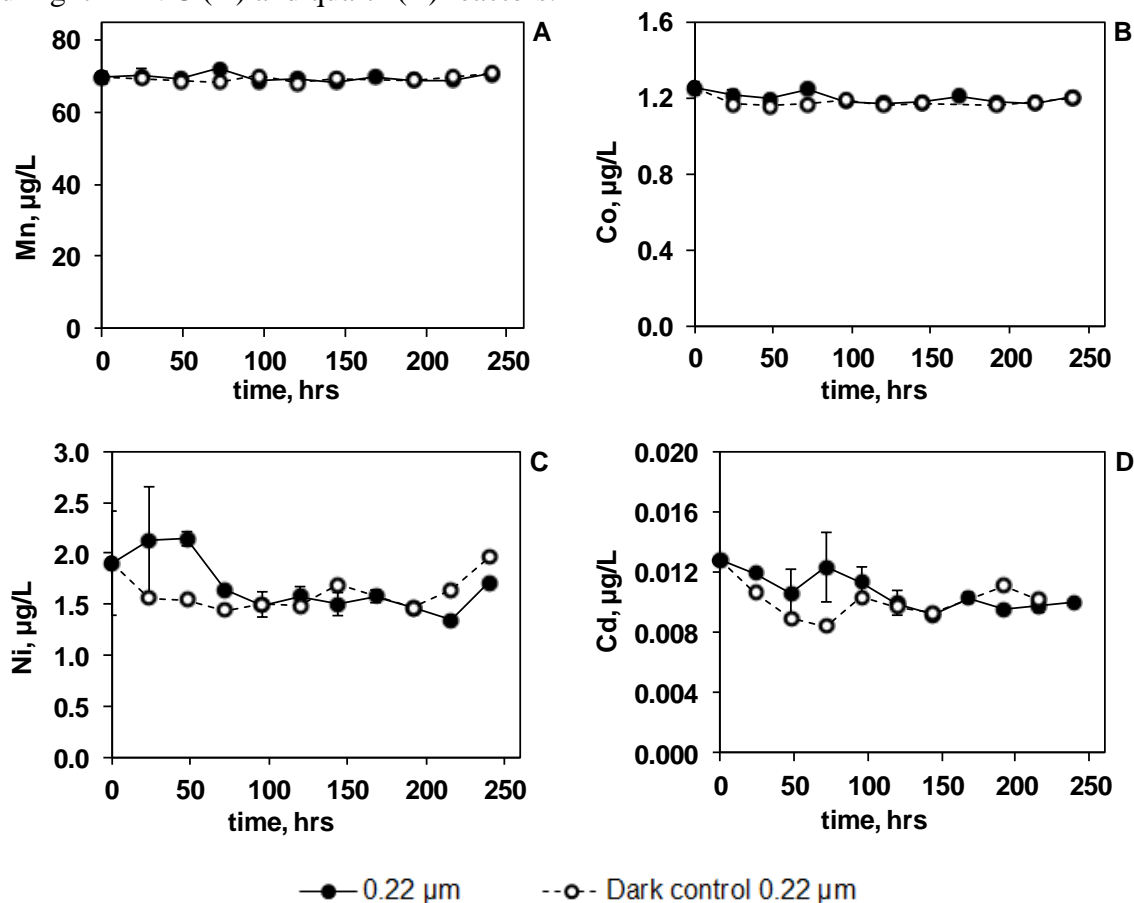 A
80
60
40
20
0
Mn, µg/L
0 50 100 150 200 250
time, hrs
B
1.6
1.2
0.8
0.4
0.0
Co, µg/L
0 50 100 150 200 250
time, hrs
C
3.0
2.5
2.0
1.5
1.0
0.5
0.0
Ni, µg/L
0 50 100 150 200 250
time, hrs
D
0.020
0.016
0.012
0.008
0.004
0.000
Cd, µg/L
0 50 100 150 200 250
time, hrs
0.22 µm Dark control 0.22 µm